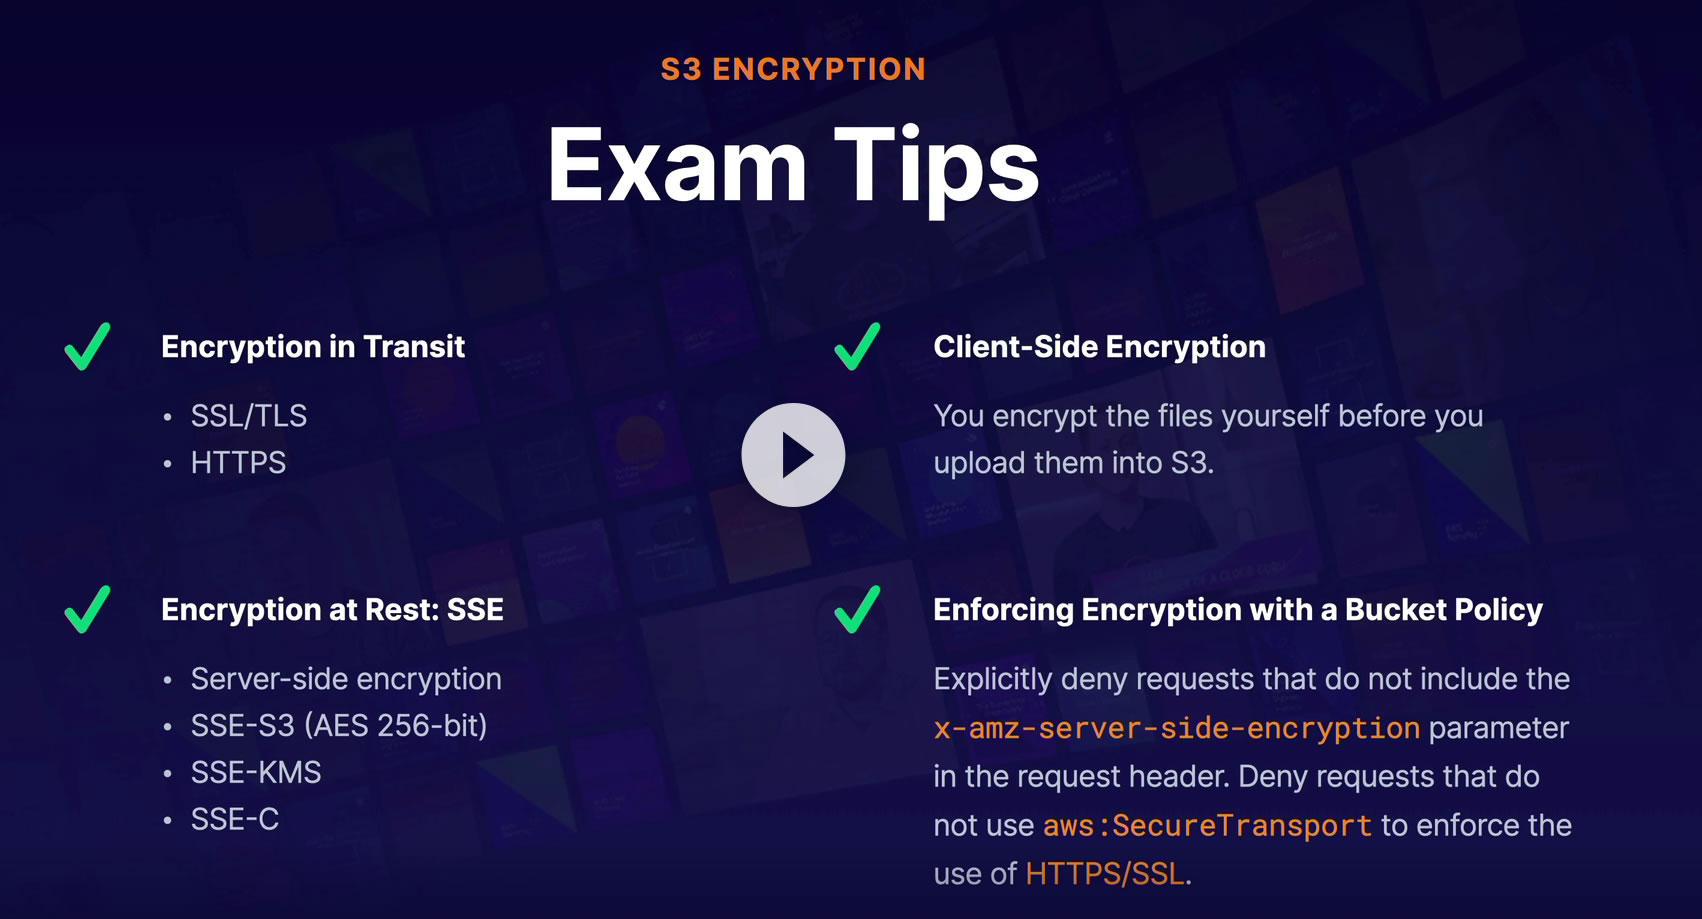 S3 ENCRYPTION
Exam Tips
Encryption in Transit
• SSL/TLS
• HTTPS
Client-Side Encryption
You encrypt the files yourself before you
upload them into S3.
Encryption at Rest: SSE
• Server-side encryption
• SSE-S3 (AES 256-bit)
• SSE-KMS
• SSE-C
Enforcing Encryption with a Bucket Policy
Explicitly deny requests that do not include the
x-amz-server-side-encryption parameter
in the request header. Deny requests that do
not use aws:SecureTransport to enforce the
use of HTTPS/SSL.